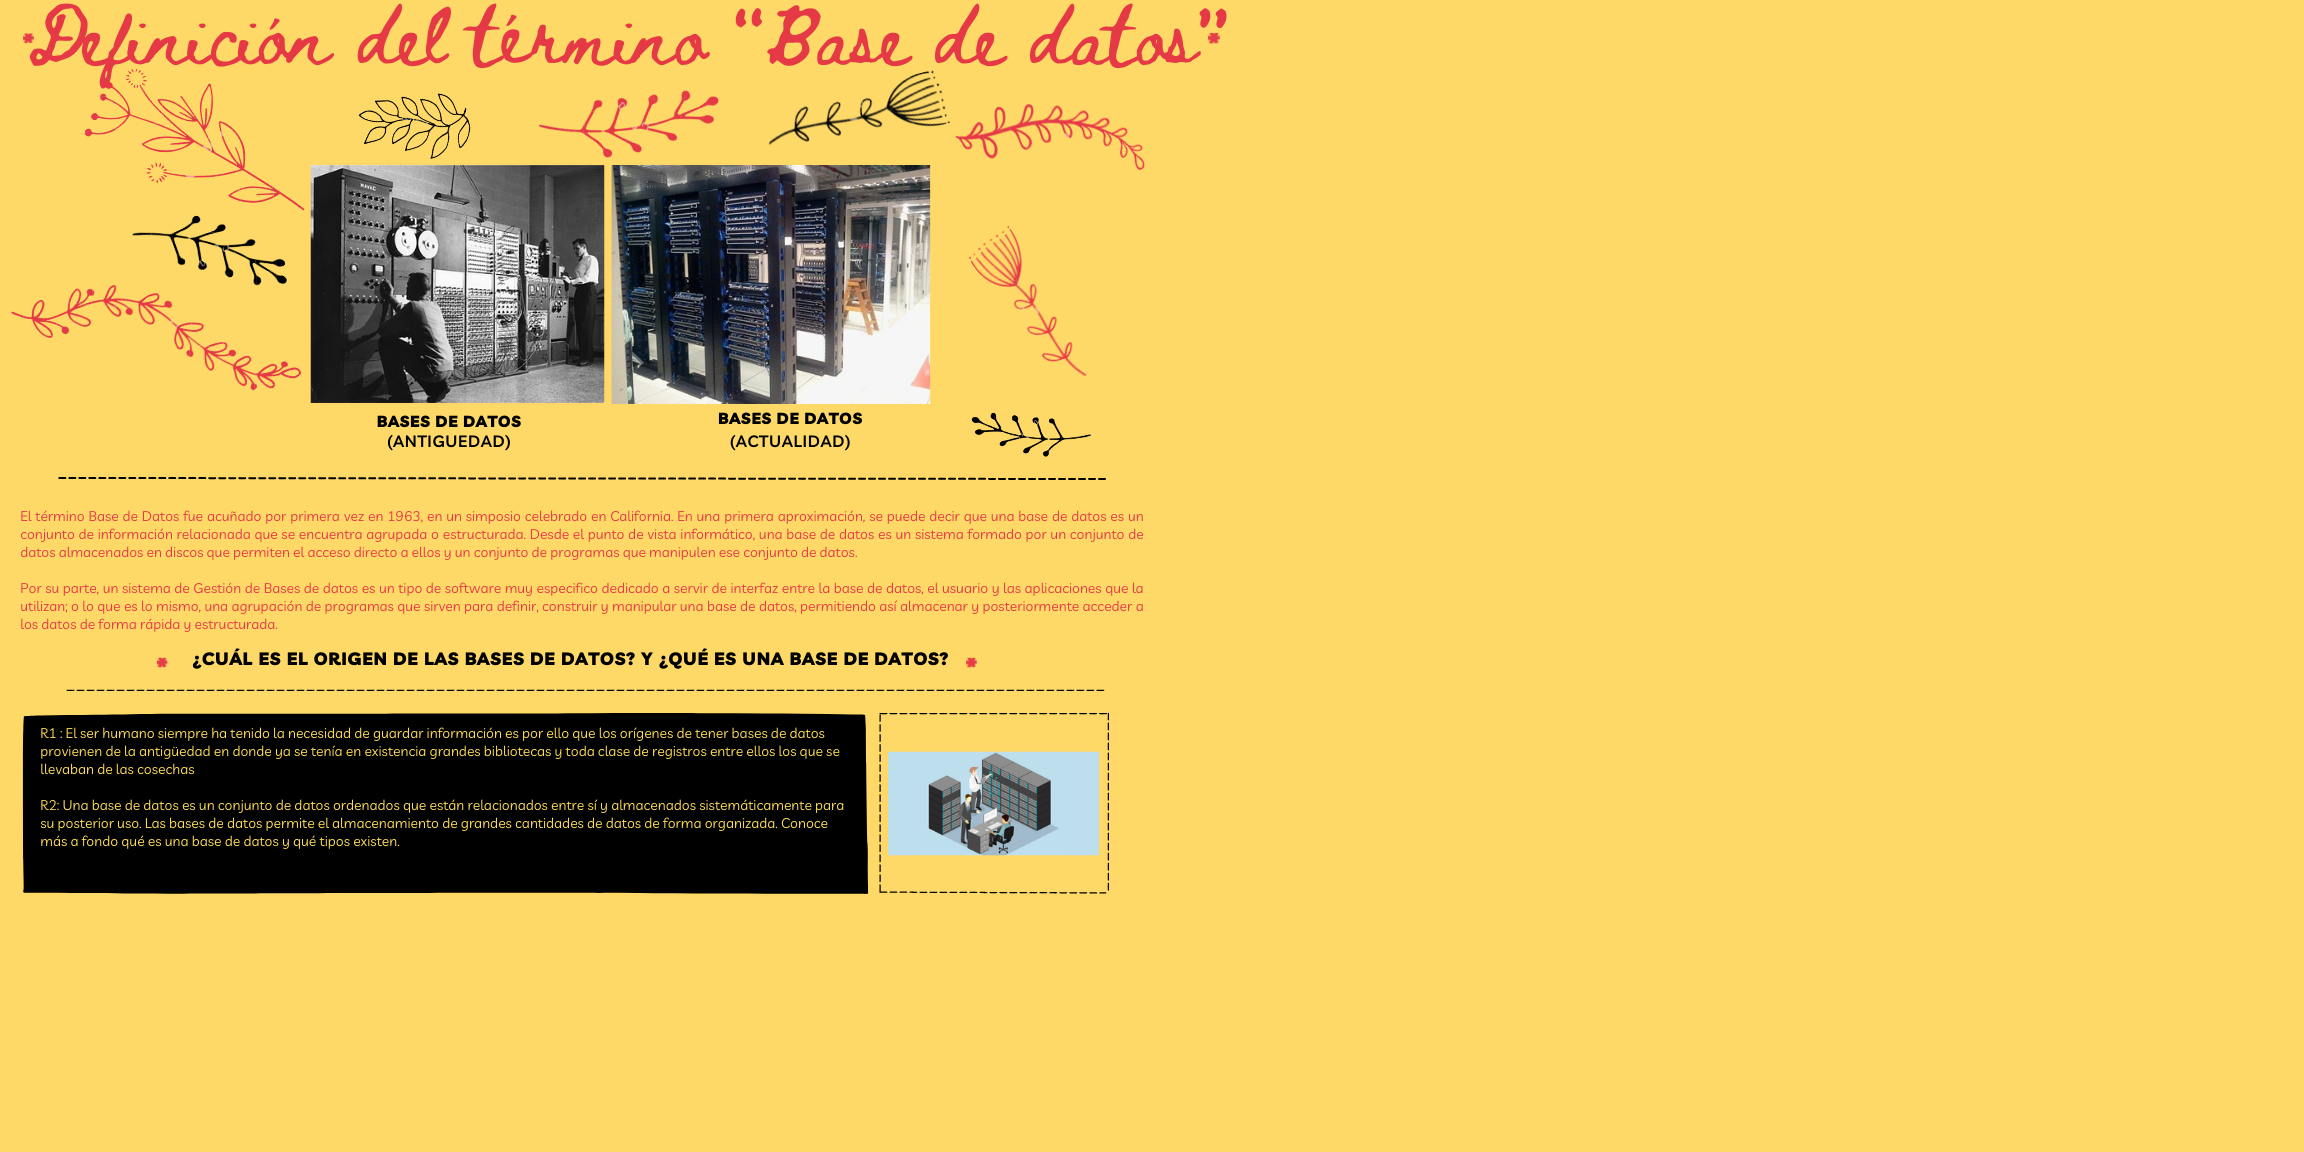 Definición del término “Base de datos”
BASES DE DATOS
(ANTIGUEDAD)
BASES DE DATOS
(ACTUALIDAD)
El término Base de Datos fue acuñado por primera vez en 1963, en un simposio celebrado en California. En una primera aproximación, se puede decir que una base de datos es un
conjunto de información relacionada que se encuentra agrupada o estructurada. Desde el punto de vista informático, una base de datos es un sistema formado por un conjunto de
datos almacenados en discos que permiten el acceso directo a ellos y un conjunto de programas que manipulen ese conjunto de datos.
Por su parte, un sistema de Gestión de Bases de datos es un tipo de software muy especifico dedicado a servir de interfaz entre la base de datos, el usuario y las aplicaciones que la
utilizan; o lo que es lo mismo, una agrupación de programas que sirven para definir, construir y manipular una base de datos, permitiendo así almacenar y posteriormente acceder a
los datos de forma rápida y estructurada.
¿CUÁL ES EL ORIGEN DE LAS BASES DE DATOS? Y ¿QUÉ ES UNA BASE DE DATOS?
R1 : El ser humano siempre ha tenido la necesidad de guardar información es por ello que los orígenes de tener bases de datos
provienen de la antigüedad en donde ya se tenía en existencia grandes bibliotecas y toda clase de registros entre ellos los que se
llevaban de las cosechas
R2: Una base de datos es un conjunto de datos ordenados que están relacionados entre sí y almacenados sistemáticamente para
su posterior uso. Las bases de datos permite el almacenamiento de grandes cantidades de datos de forma organizada. Conoce
más a fondo qué es una base de datos y qué tipos existen.